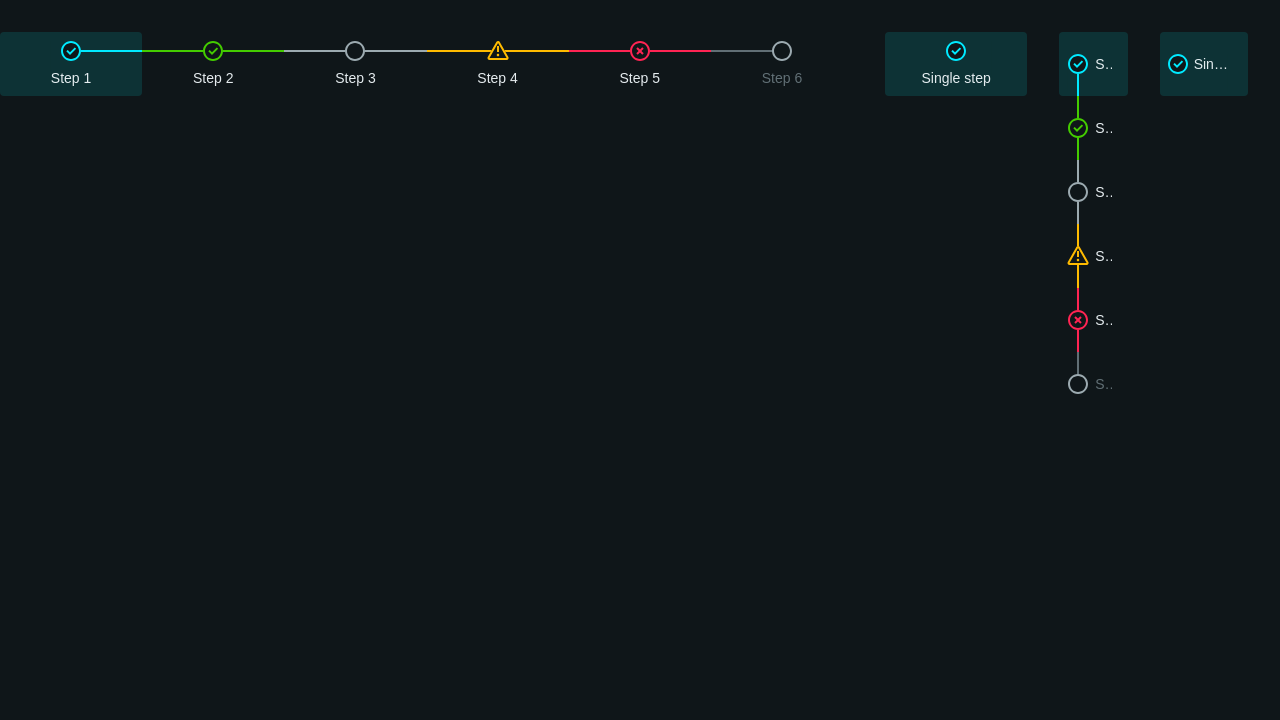 Step 1
Step 2
Step 3
Step 4
Step 5
Step 6
Single step
S..
S..
S..
S..
S..
S..
Sin…